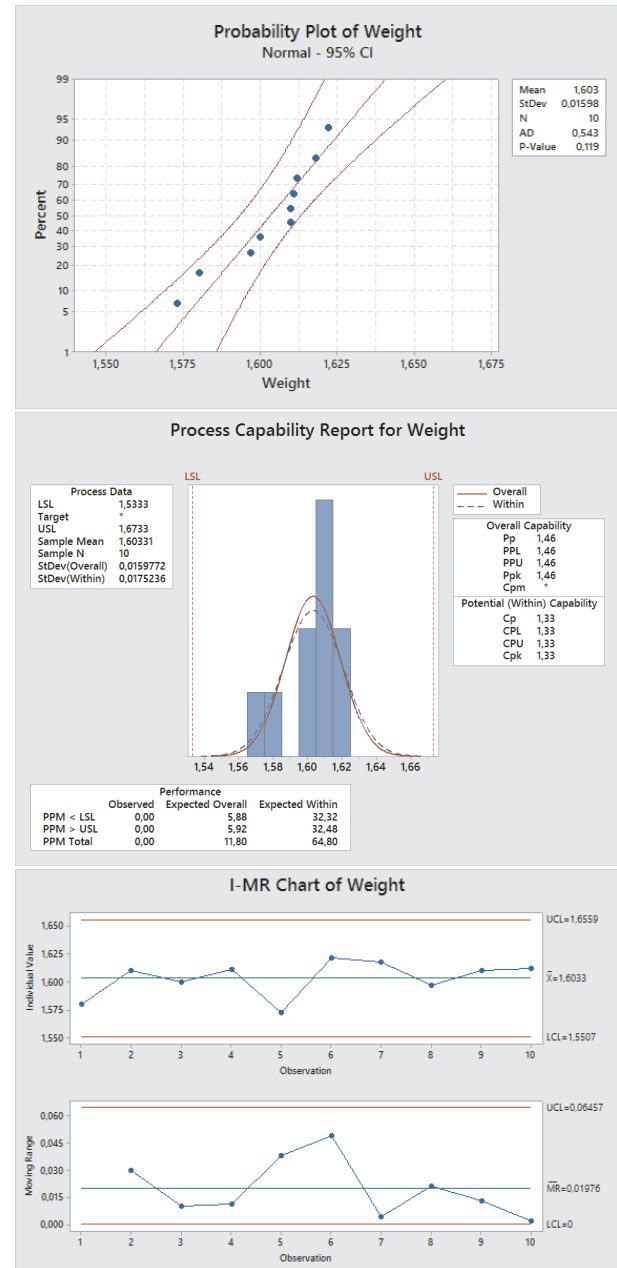 Probability Plot of Weight
Normal - 95% CI
99
95
90
80
70
60
50
40
30
20
10
5
1
Percent
1,550 1,575 1,600 1,625 1,650 1,675
Weight
Mean 1,603
StDev 0,01598
N 10
AD 0,543
P-Value 0,119
Process Capability Report for Weight
LSL USL
Process Data
LSL 1,5333
Target *
USL 1,6733
Sample Mean 1,60331
Sample N 10
StDev(Overall) 0,0159772
StDev(Within) 0,0175236
Overall
Within
Overall Capability
Pp 1,46
PPL 1,46
PPU 1,46
Ppk 1,46
Cpm *
Potential (Within) Capability
Cp 1,33
CPL 1,33
CPU 1,33
Cpk 1,33
1,54 1,56 1,58 1,60 1,62 1,64 1,66
Performance
Observed Expected Overall Expected Within
PPM < LSL 0,00 5,88 32,32
PPM > USL 0,00 5,92 32,48
PPM Total 0,00 11,80 64,80
I-MR Chart of Weight
Individual Value
1,650
1,625
1,600
1,575
1,550
1 2 3 4 5 6 7 8 9 10
Observation
UCL=1,6559
X̄=1,6033
LCL=1,5507
Moving Range
0,060
0,045
0,030
0,015
0,000
1 2 3 4 5 6 7 8 9 10
Observation
UCL=0,06457
M̅R̅=0,01976
LCL=0